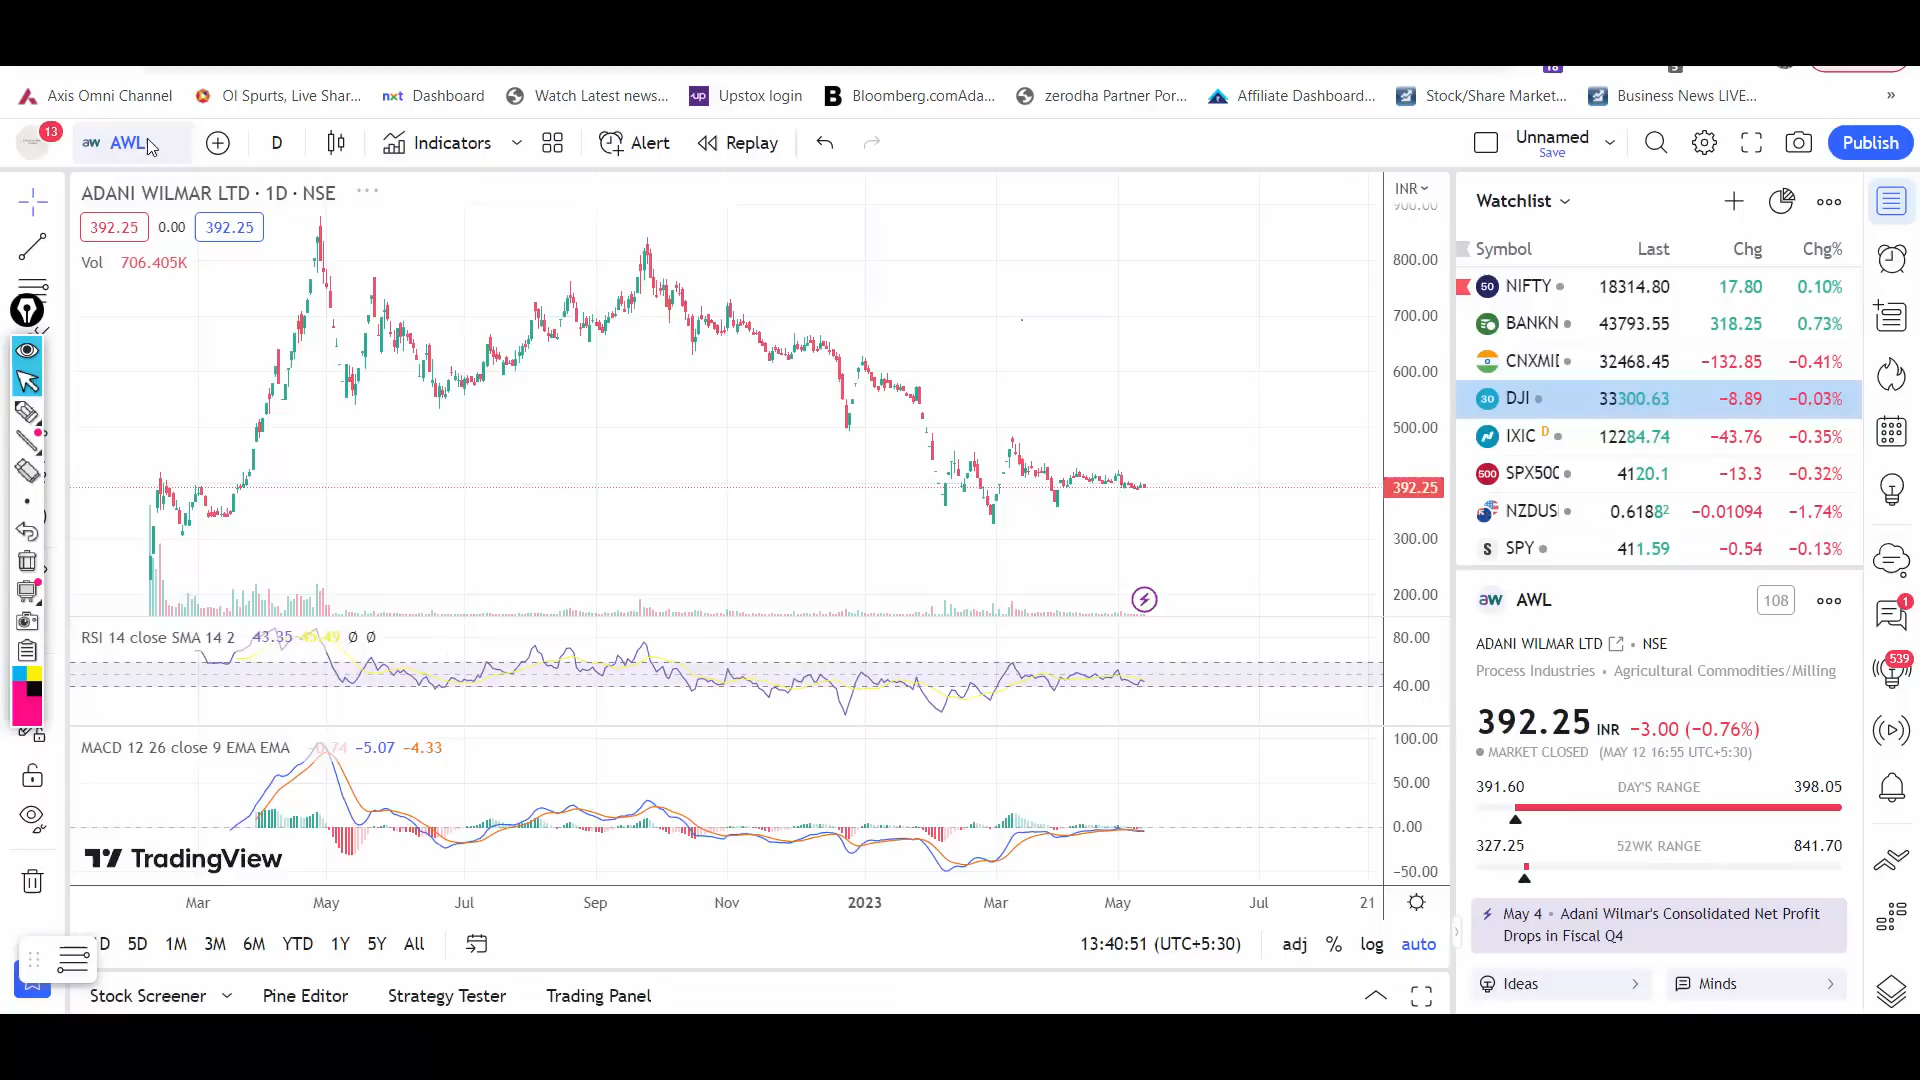 18
Axis Omni Channel OI Spurts, Live Shar... nxt Dashboard Watch Latest news... up Upstox login B Bloomberg.comAda... zerodha Partner Por... Affiliate Dashboard... Stock/Share Market... Business News LIVE... »
13 aw AWL D Indicators Alert Replay Unnamed Save Publish
ADANI WILMAR LTD · 1D · NSE ···
392.25 0.00 392.25
Vol 706.405K
INR
900.00
800.00
700.00
600.00
500.00
392.25
300.00
200.00
RSI 14 close SMA 14 2 43.35 Ø Ø
80.00
40.00
MACD 12 26 close 9 EMA EMA −5.07 −4.33
100.00
50.00
0.00
−50.00
TradingView
Mar May Jul Sep Nov 2023 Mar May Jul 21
D 5D 1M 3M 6M YTD 1Y 5Y All 13:40:51 (UTC+5:30) adj % log auto
Stock Screener Pine Editor Strategy Tester Trading Panel
Watchlist
Symbol Last Chg Chg%
50 NIFTY 18314.80 17.80 0.10%
BANKN 43793.55 318.25 0.73%
CNXMI 32468.45 −132.85 −0.41%
30 DJI 33300.63 −8.89 −0.03%
IXIC D 12284.74 −43.76 −0.35%
500 SPX500 4120.1 −13.3 −0.32%
NZDUS 0.61882 −0.01094 −1.74%
S SPY 411.59 −0.54 −0.13%
aw AWL 108
ADANI WILMAR LTD • NSE
Process Industries • Agricultural Commodities/Milling
392.25 INR −3.00 (−0.76%)
MARKET CLOSED (MAY 12 16:55 UTC+5:30)
391.60 DAY'S RANGE 398.05
327.25 52WK RANGE 841.70
May 4 • Adani Wilmar's Consolidated Net Profit
Drops in Fiscal Q4
Ideas Minds
1
539